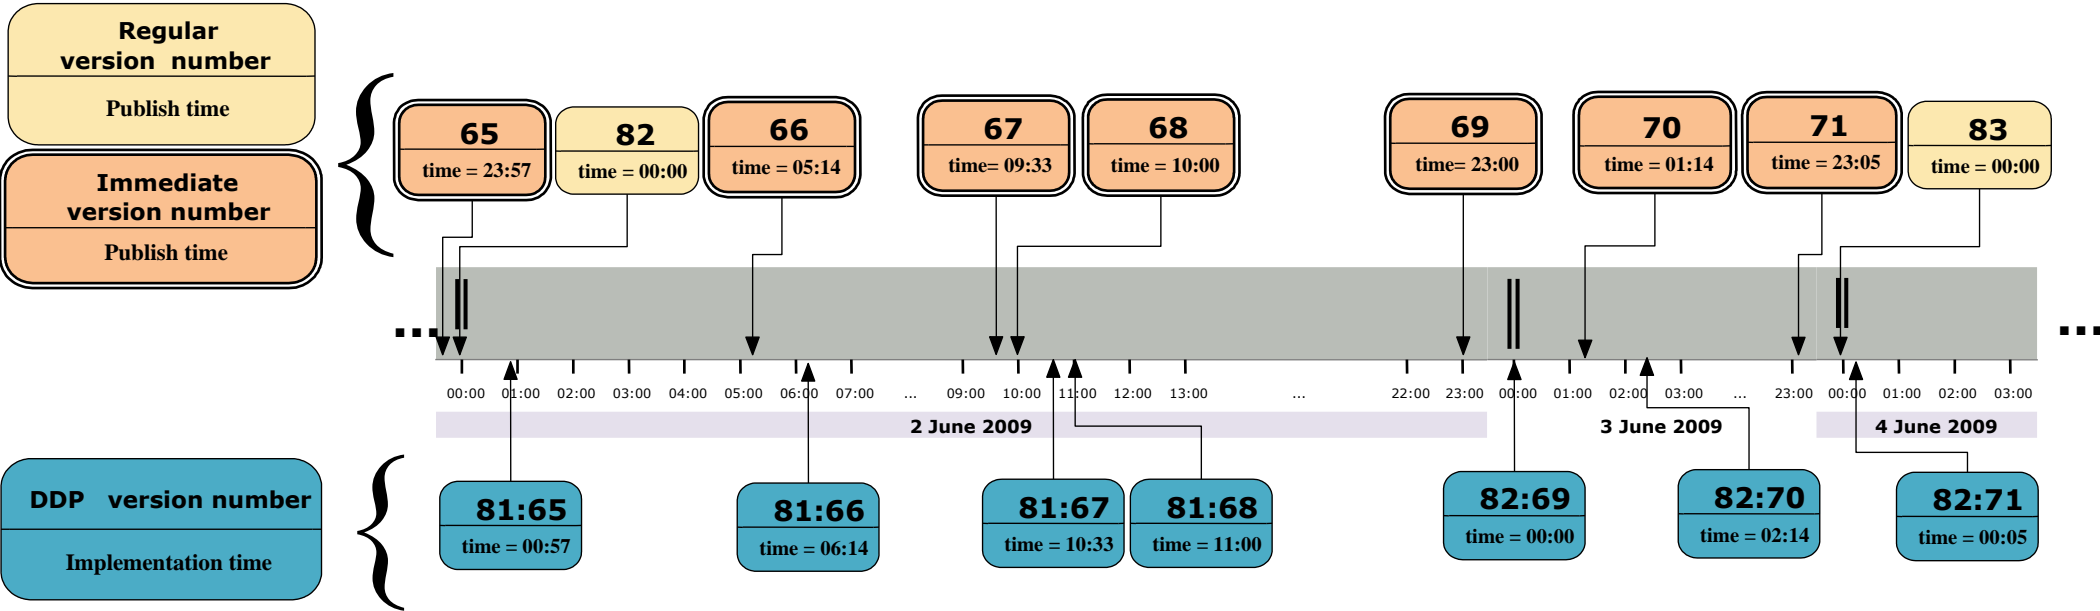 Regular
version number
Publish time
Immediate
version number
Publish time
65
time = 23:57
82
time = 00:00
66
time = 05:14
67
time= 09:33
68
time = 10:00
69
time= 23:00
70
time = 01:14
71
time = 23:05
83
time = 00:00
...
...
00:00 01:00 02:00 03:00 04:00 05:00 06:00 07:00 ... 09:00 10:00 11:00 12:00 13:00 ... 22:00 23:00 00:00 01:00 02:00 03:00 ... 23:00 00:00 01:00 02:00 03:00
2 June 2009 3 June 2009 4 June 2009
DDP version number
Implementation time
81:65
time = 00:57
81:66
time = 06:14
81:67
time = 10:33
81:68
time = 11:00
82:69
time = 00:00
82:70
time = 02:14
82:71
time = 00:05